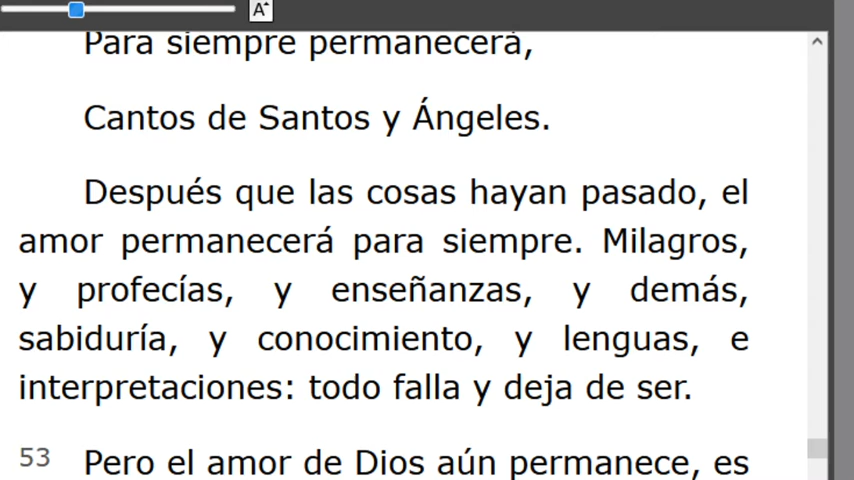 A
Para siempre permanecerá,
Cantos de Santos y Ángeles.
Después que las cosas hayan pasado, el
amor permanecerá para siempre. Milagros,
y profecías, y enseñanzas, y demás,
sabiduría, y conocimiento, y lenguas, e
interpretaciones: todo falla y deja de ser.
53 Pero el amor de Dios aún permanece, es